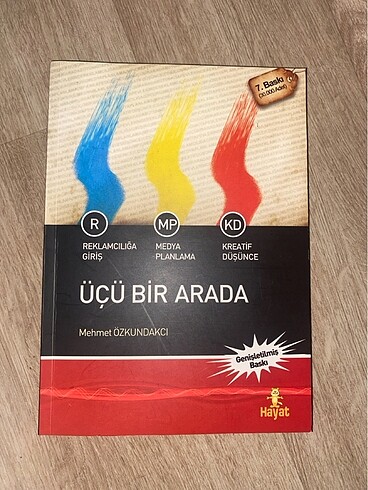 7. Baskı
(30.000 Adet)
R
MP
KD
REKLAMCILIĞA
GİRİŞ
MEDYA
PLANLAMA
KREATİF
DÜŞÜNCE
ÜÇÜ BİR ARADA
Mehmet ÖZKUNDAKCI
Genişletilmiş
Baskı
Hayat